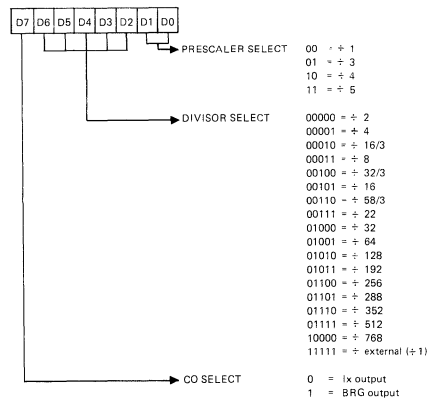 D7 D6 D5 D4 D3 D2 D1 D0
PRESCALER SELECT 00 = ÷ 1
01 = ÷ 3
10 = ÷ 4
11 = ÷ 5
DIVISOR SELECT 00000 = ÷ 2
00001 = ÷ 4
00010 = ÷ 16/3
00011 = ÷ 8
00100 = ÷ 32/3
00101 = ÷ 16
00110 = ÷ 58/3
00111 = ÷ 22
01000 = ÷ 32
01001 = ÷ 64
01010 = ÷ 128
01011 = ÷ 192
01100 = ÷ 256
01101 = ÷ 288
01110 = ÷ 352
01111 = ÷ 512
10000 = ÷ 768
11111 = ÷ external (÷1)
CO SELECT 0 = Ix output
1 = BRG output